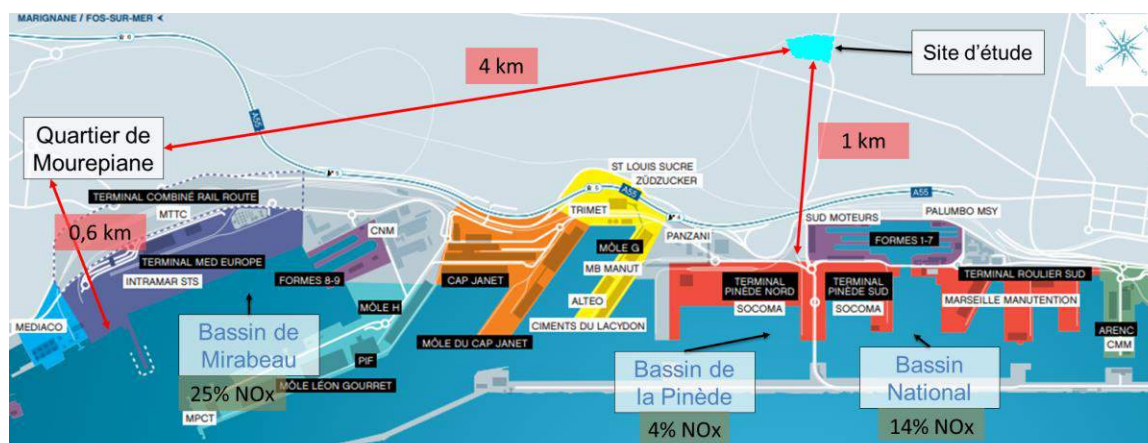 MARIGNANE / FOS-SUR-MER
4 km
Site d'étude
Quartier de
Mourepiane
A55
1 km
0,6 km
TERMINAL COMBINÉ RAIL ROUTE
MTTC
TERMINAL MED EUROPE
INTRAMAR STS
MEDIACO
CNM
FORMES 8-9
MÔLE H
PIF
MÔLE LÉON GOURRET
MPCT
Bassin de
Mirabeau
25% NOx
ST LOUIS SUCRE
ZÜDZUCKER
A55
TRIMET
CAP JANET
MÔLE DU CAP JANET
MÔLE G
MB MANUT
ALTEO
CIMENTS DU LACYDON
PANZANI
A55
SUD MOTEURS
PALUMBO MSY
FORMES 1-7
TERMINAL
PINÈDE NORD
SOCOMA
TERMINAL
PINÈDE SUD
SOCOMA
TERMINAL ROULIER SUD
MARSEILLE MANUTENTION
ARENC
CMM
Bassin de
la Pinède
4% NOx
Bassin
National
14% NOx